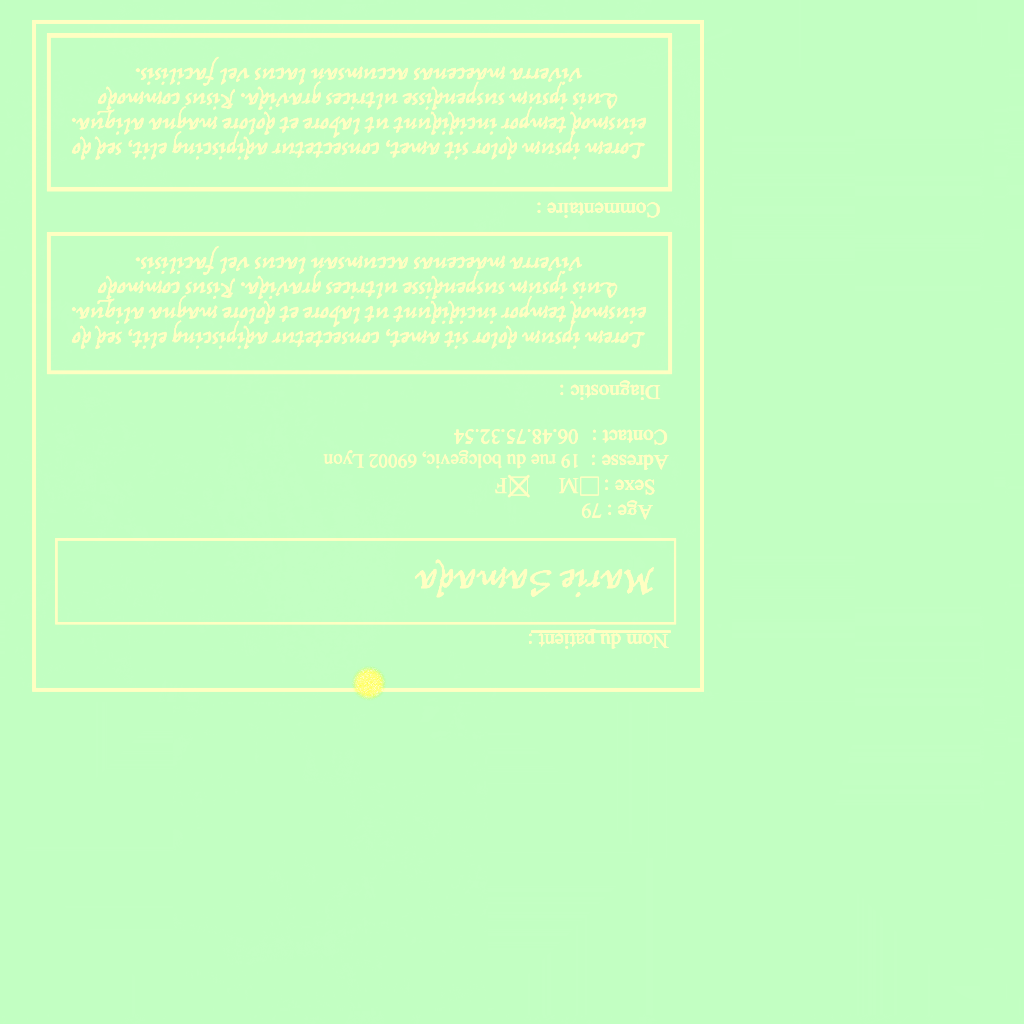 Nom du patient :
Marie Samada
Age : 79
Sexe : M F
Adresse : 19 rue du bolcgevic, 69002 Lyon
Contact : 06.48.75.32.54
Diagnostic :
Lorem ipsum dolor sit amet, consectetur adipiscing elit, sed do
eiusmod tempor incididunt ut labore et dolore magna aliqua.
Quis ipsum suspendisse ultrices gravida. Risus commodo
viverra maecenas accumsan lacus vel facilisis.
Commentaire :
Lorem ipsum dolor sit amet, consectetur adipiscing elit, sed do
eiusmod tempor incididunt ut labore et dolore magna aliqua.
Quis ipsum suspendisse ultrices gravida. Risus commodo
viverra maecenas accumsan lacus vel facilisis.